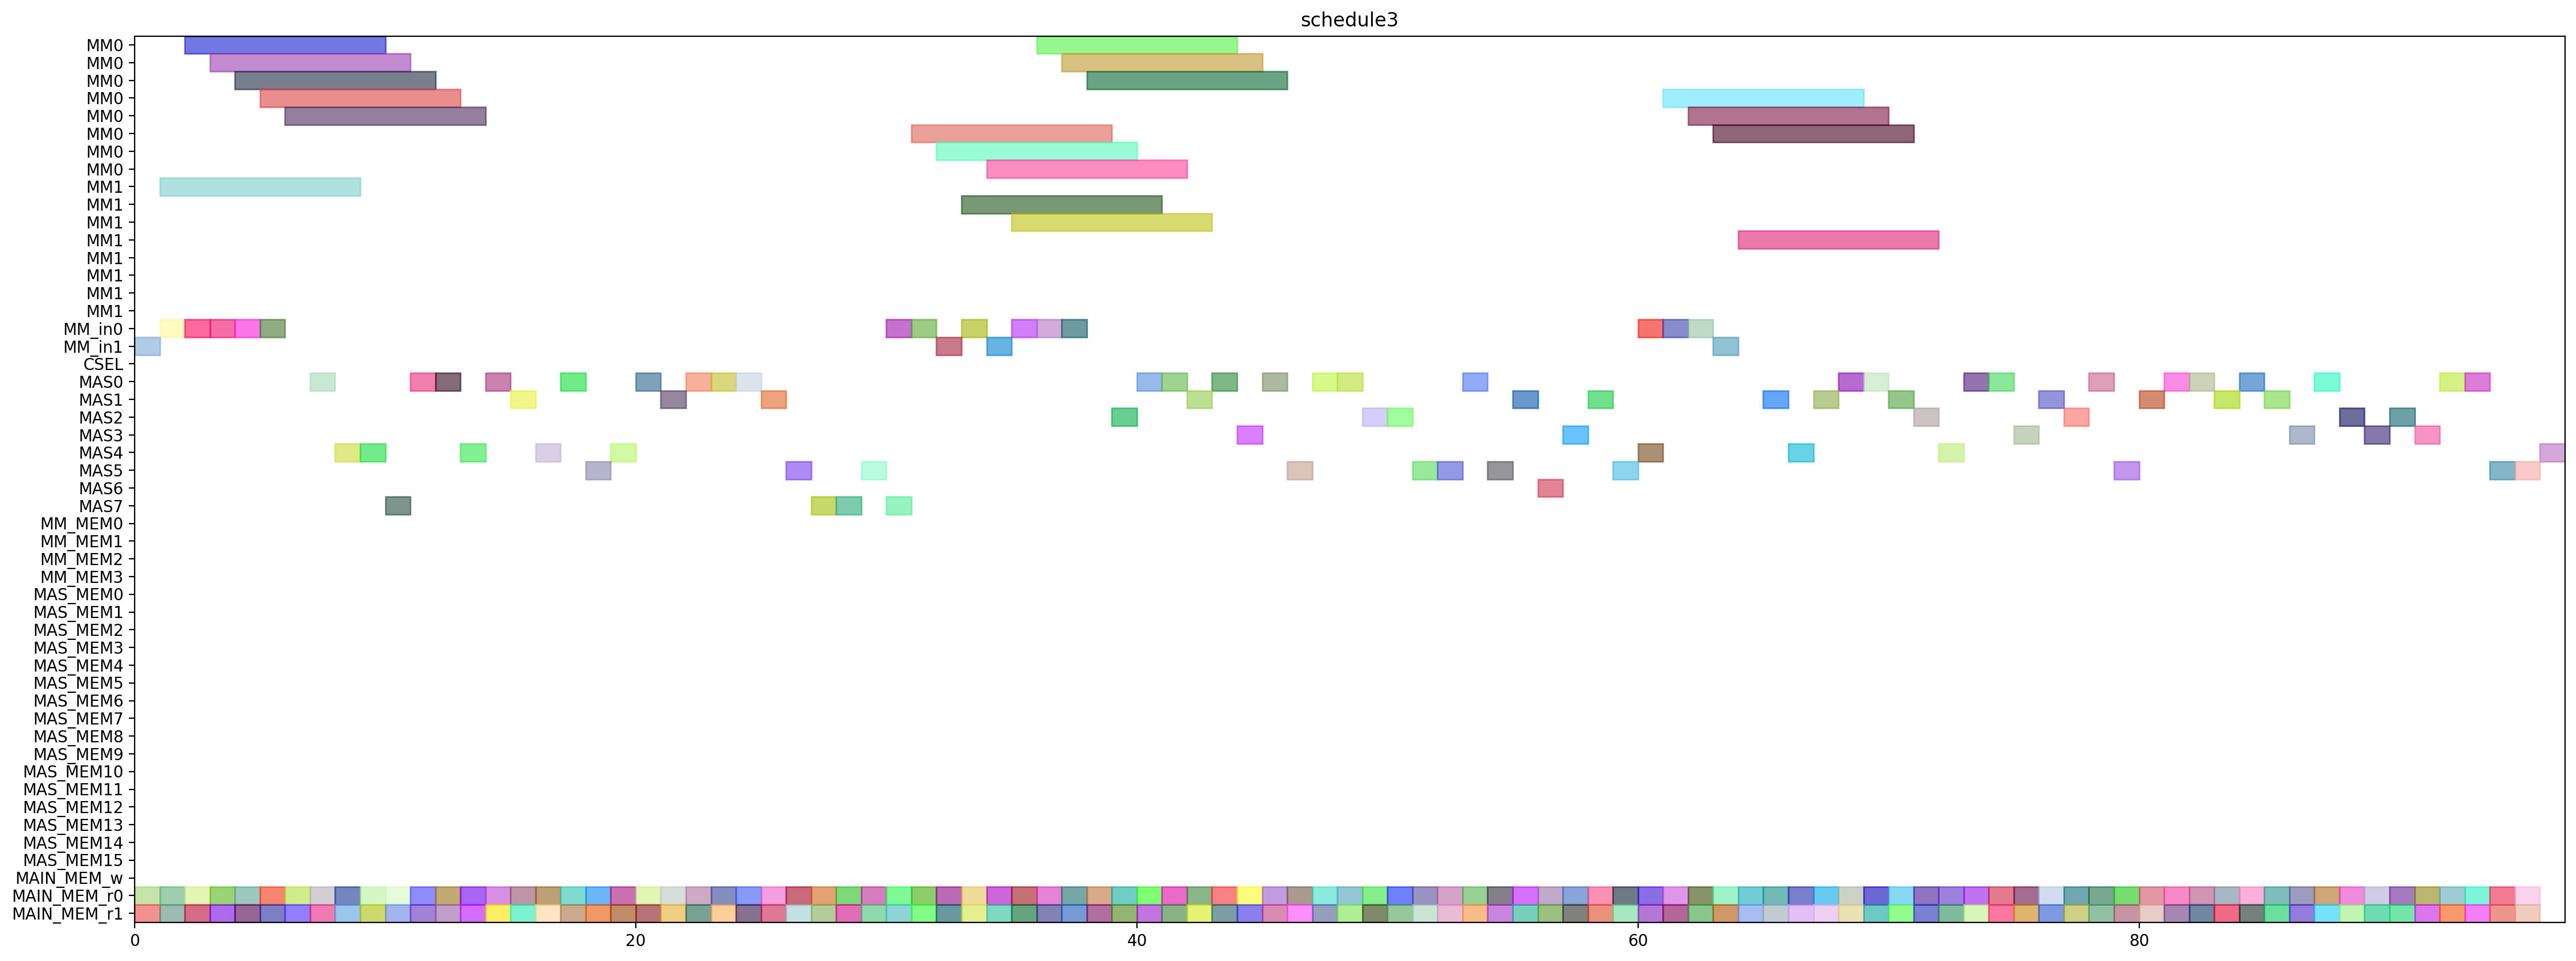 schedule3
MM0
MM0
MM0
MM0
MM0
MM0
MM0
MM0
MM1
MM1
MM1
MM1
MM1
MM1
MM1
MM1
MM_in0
MM_in1
CSEL
MAS0
MAS1
MAS2
MAS3
MAS4
MAS5
MAS6
MAS7
MM_MEM0
MM_MEM1
MM_MEM2
MM_MEM3
MAS_MEM0
MAS_MEM1
MAS_MEM2
MAS_MEM3
MAS_MEM4
MAS_MEM5
MAS_MEM6
MAS_MEM7
MAS_MEM8
MAS_MEM9
MAS_MEM10
MAS_MEM11
MAS_MEM12
MAS_MEM13
MAS_MEM14
MAS_MEM15
MAIN_MEM_w
MAIN_MEM_r0
MAIN_MEM_r1
0 20 40 60 80